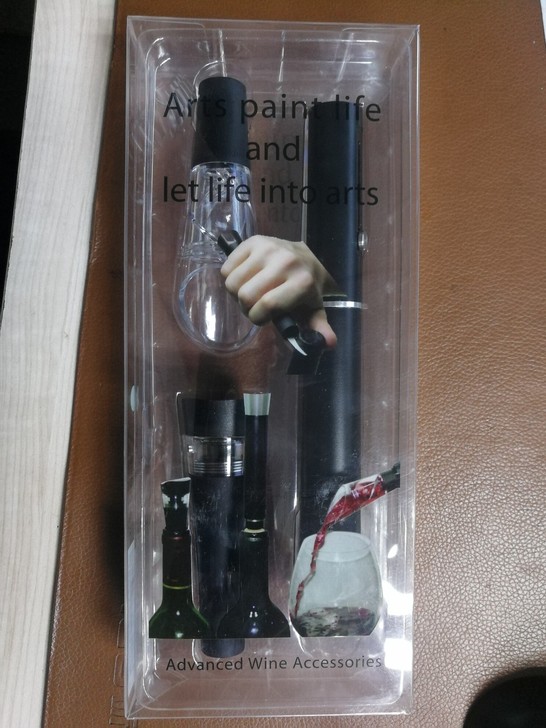 Arts paint life
and
let life into arts
Advanced Wine Accessories